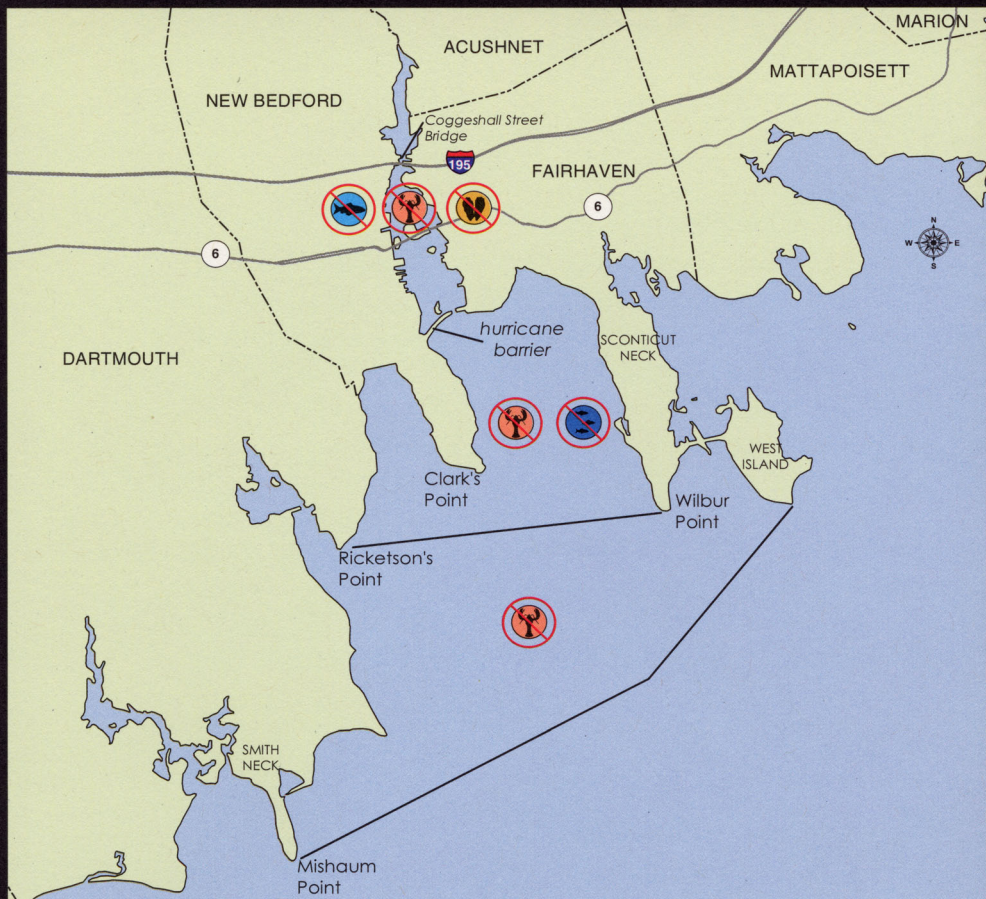 MARION
ACUSHNET
MATTAPOISETT
NEW BEDFORD
Coggeshall Street
Bridge
195
FAIRHAVEN
6
6
N
W
E
S
hurricane
barrier
SCONTICUT
NECK
DARTMOUTH
WEST
ISLAND
Clark's
Point
Wilbur
Point
Ricketson's
Point
SMITH
NECK
Mishaum
Point